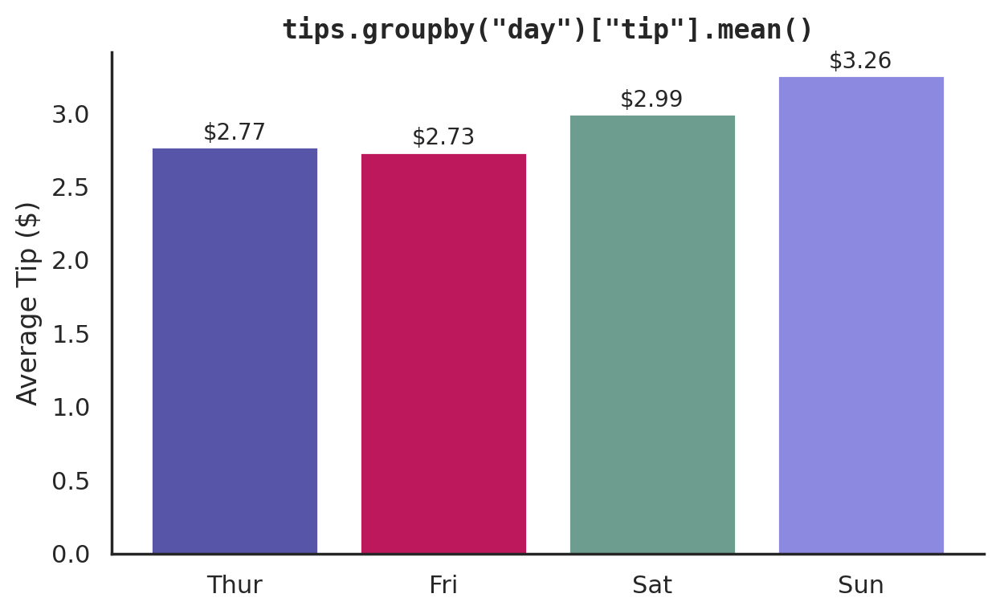 tips.groupby("day")["tip"].mean()
Average Tip ($)
3.0
2.5
2.0
1.5
1.0
0.5
0.0
$2.77
$2.73
$2.99
$3.26
Thur
Fri
Sat
Sun